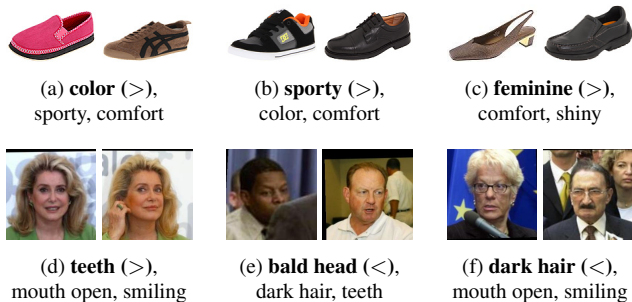 (a) color (>),
sporty, comfort
(b) sporty (>),
color, comfort
(c) feminine (>),
comfort, shiny
(d) teeth (>),
mouth open, smiling
(e) bald head (<),
dark hair, teeth
(f) dark hair (<),
mouth open, smiling